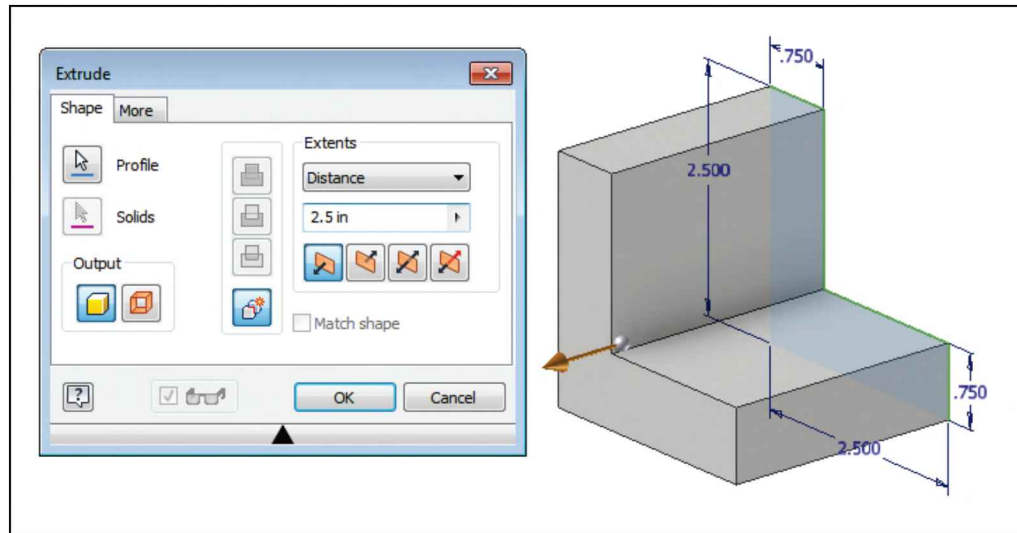 Extrude
Shape More
Profile
Solids
Output
Extents
Distance
2.5 in
Match shape
?
OK Cancel
.750
2.500
.750
2.500